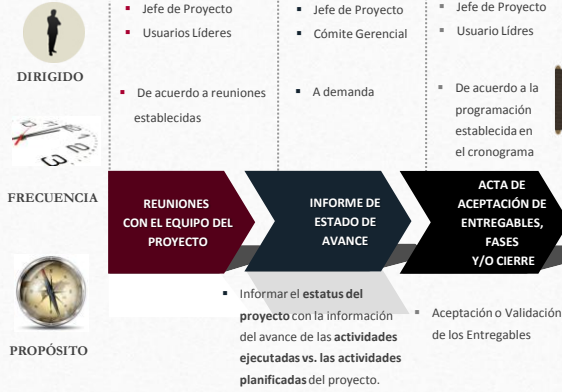 DIRIGIDO
▪ Jefe de Proyecto
▪ Usuarios Líderes
▪ Jefe de Proyecto
▪ Cómite Gerencial
▪ Jefe de Proyecto
▪ Usuario Lídres
FRECUENCIA
▪ De acuerdo a reuniones
establecidas
▪ A demanda
▪ De acuerdo a la
programación
establecida en
el cronograma
REUNIONES
CON EL EQUIPO DEL
PROYECTO
INFORME DE
ESTADO DE
AVANCE
ACTA DE
ACEPTACIÓN DE
ENTREGABLES,
FASES
Y/O CIERRE
PROPÓSITO
▪ Informar el estatus del
proyecto con la información
del avance de las actividades
ejecutadas vs. las actividades
planificadas del proyecto.
▪ Aceptación o Validación
de los Entregables